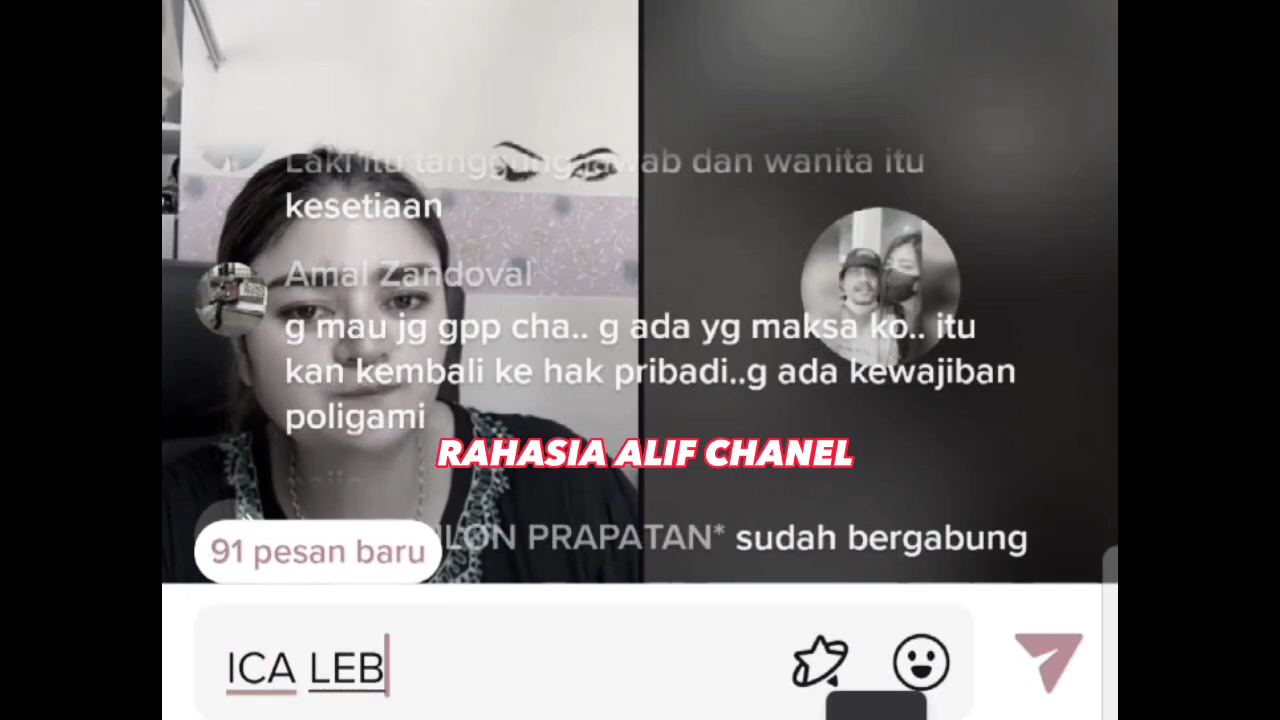 Laki itu tanggung jawab dan wanita itu
kesetiaan
Amal Zandoval
g mau jg gpp cha.. g ada yg maksa ko.. itu
kan kembali ke hak pribadi..g ada kewajiban
poligami
RAHASIA ALIF CHANEL
LON PRAPATAN* sudah bergabung
91 pesan baru
ICA LEB